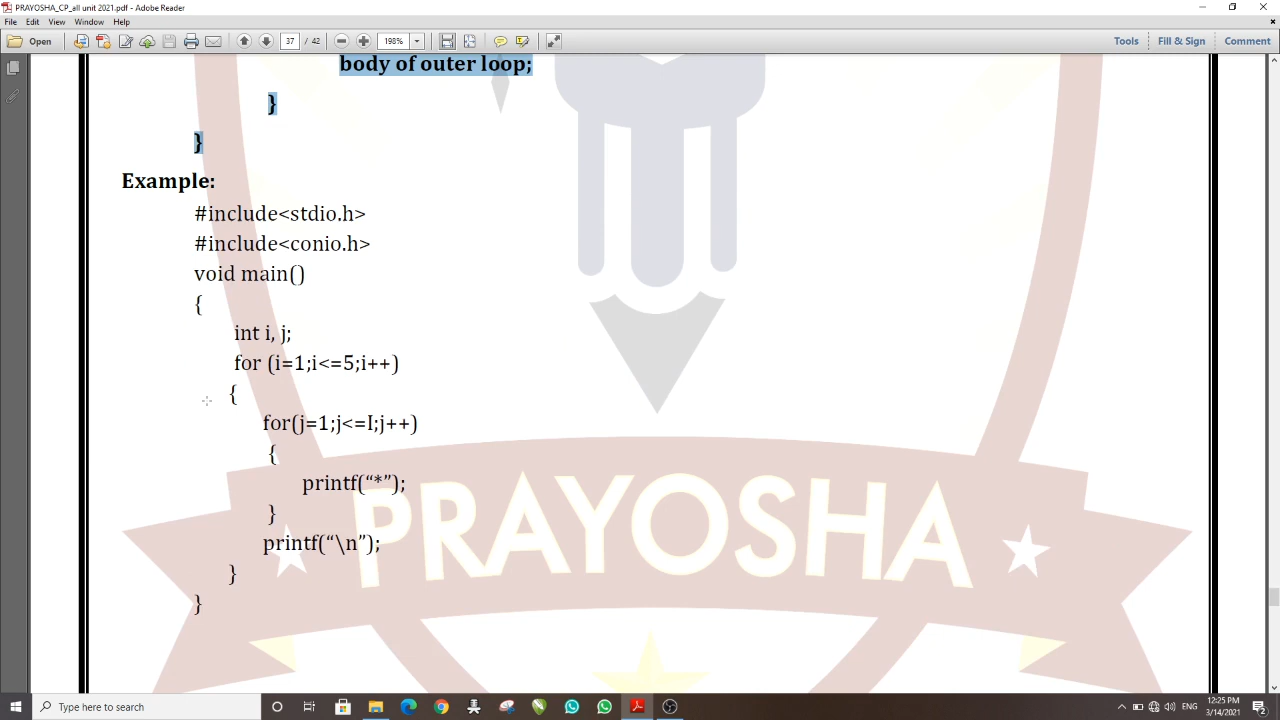 PRAYOSHA_CP_all unit 2021.pdf - Adobe Reader
File Edit View Window Help
Open 37 / 42 198% Tools Fill & Sign Comment
body of outer loop;
}
}
Example:
#include<stdio.h>
#include<conio.h>
void main()
{
int i, j;
for (i=1;i<=5;i++)
{
for(j=1;j<=I;j++)
{
printf(“*”);
}
printf(“\n”);
}
}
PRAYOSHA
Type here to search
ENG
12:25 PM
3/14/2021
2